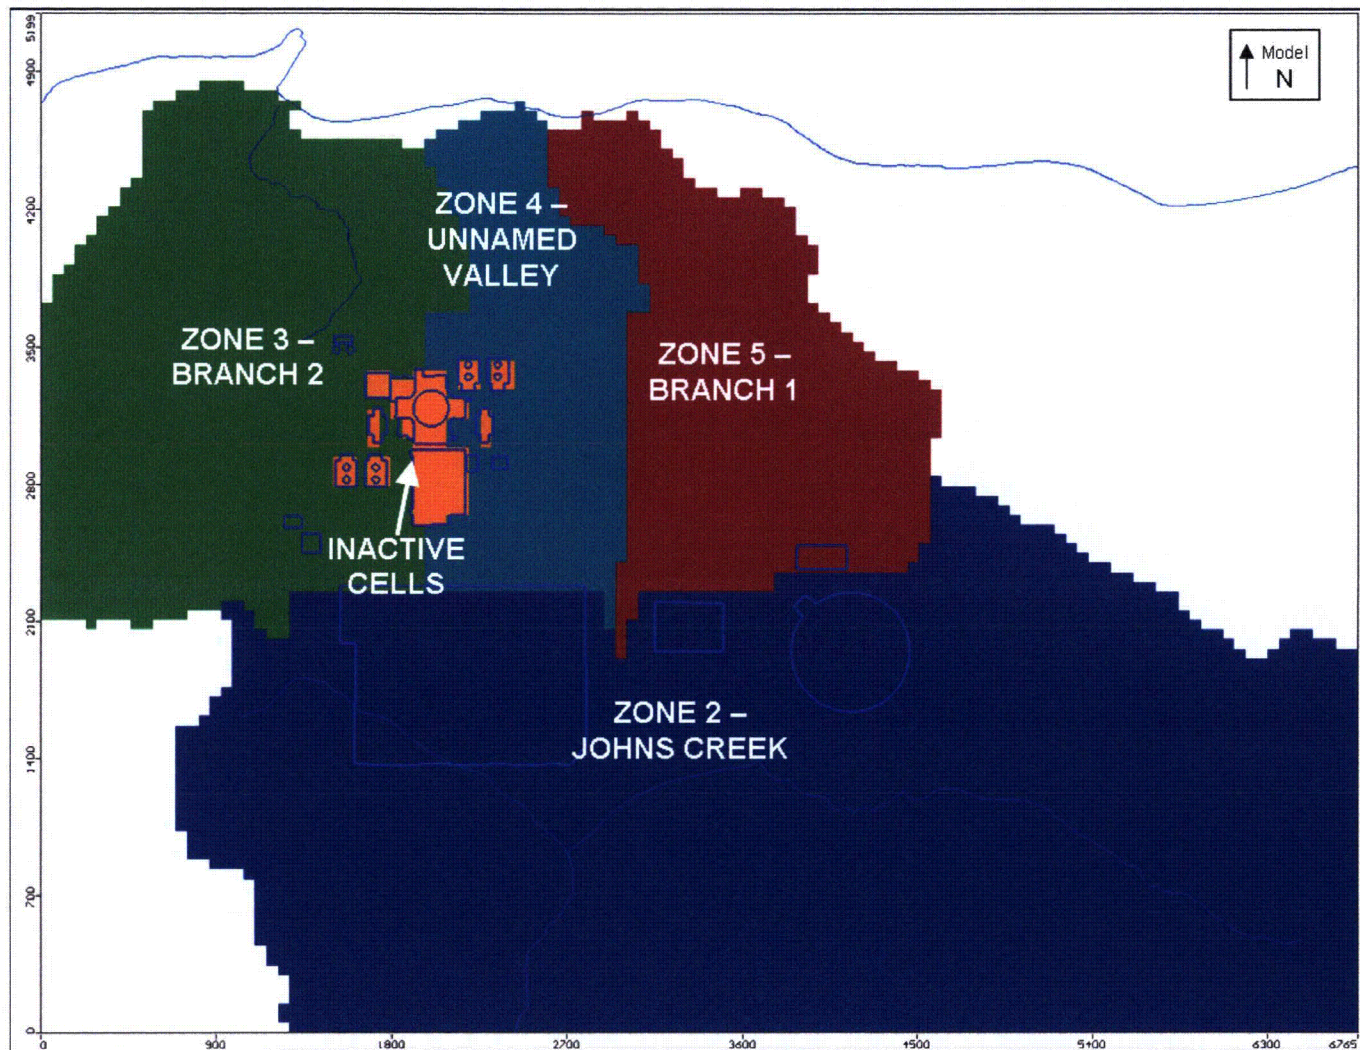 5199
4900
Model
N
4200
ZONE 4 –
UNNAMED
VALLEY
3500
ZONE 3 –
BRANCH 2
ZONE 5 –
BRANCH 1
2800
INACTIVE
CELLS
2100
ZONE 2 –
JOHNS CREEK
1400
700
0
0
900
1800
2700
3600
4500
5400
6300
6765